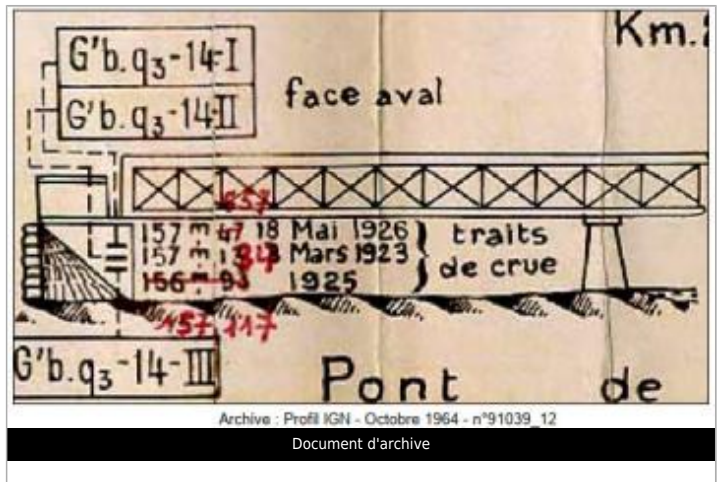 Km.
G'b.q3-14-I
G'b.q3-14-II
face aval
857
157 m. 47 18 Mai 1926
157 m. 13 Mars 1923
traits
de crue
156 m. 93 1925
157 117
G'b.q3-14-III
Pont de
Archive : Profil IGN - Octobre 1964 - n°91039_12
Document d'archive